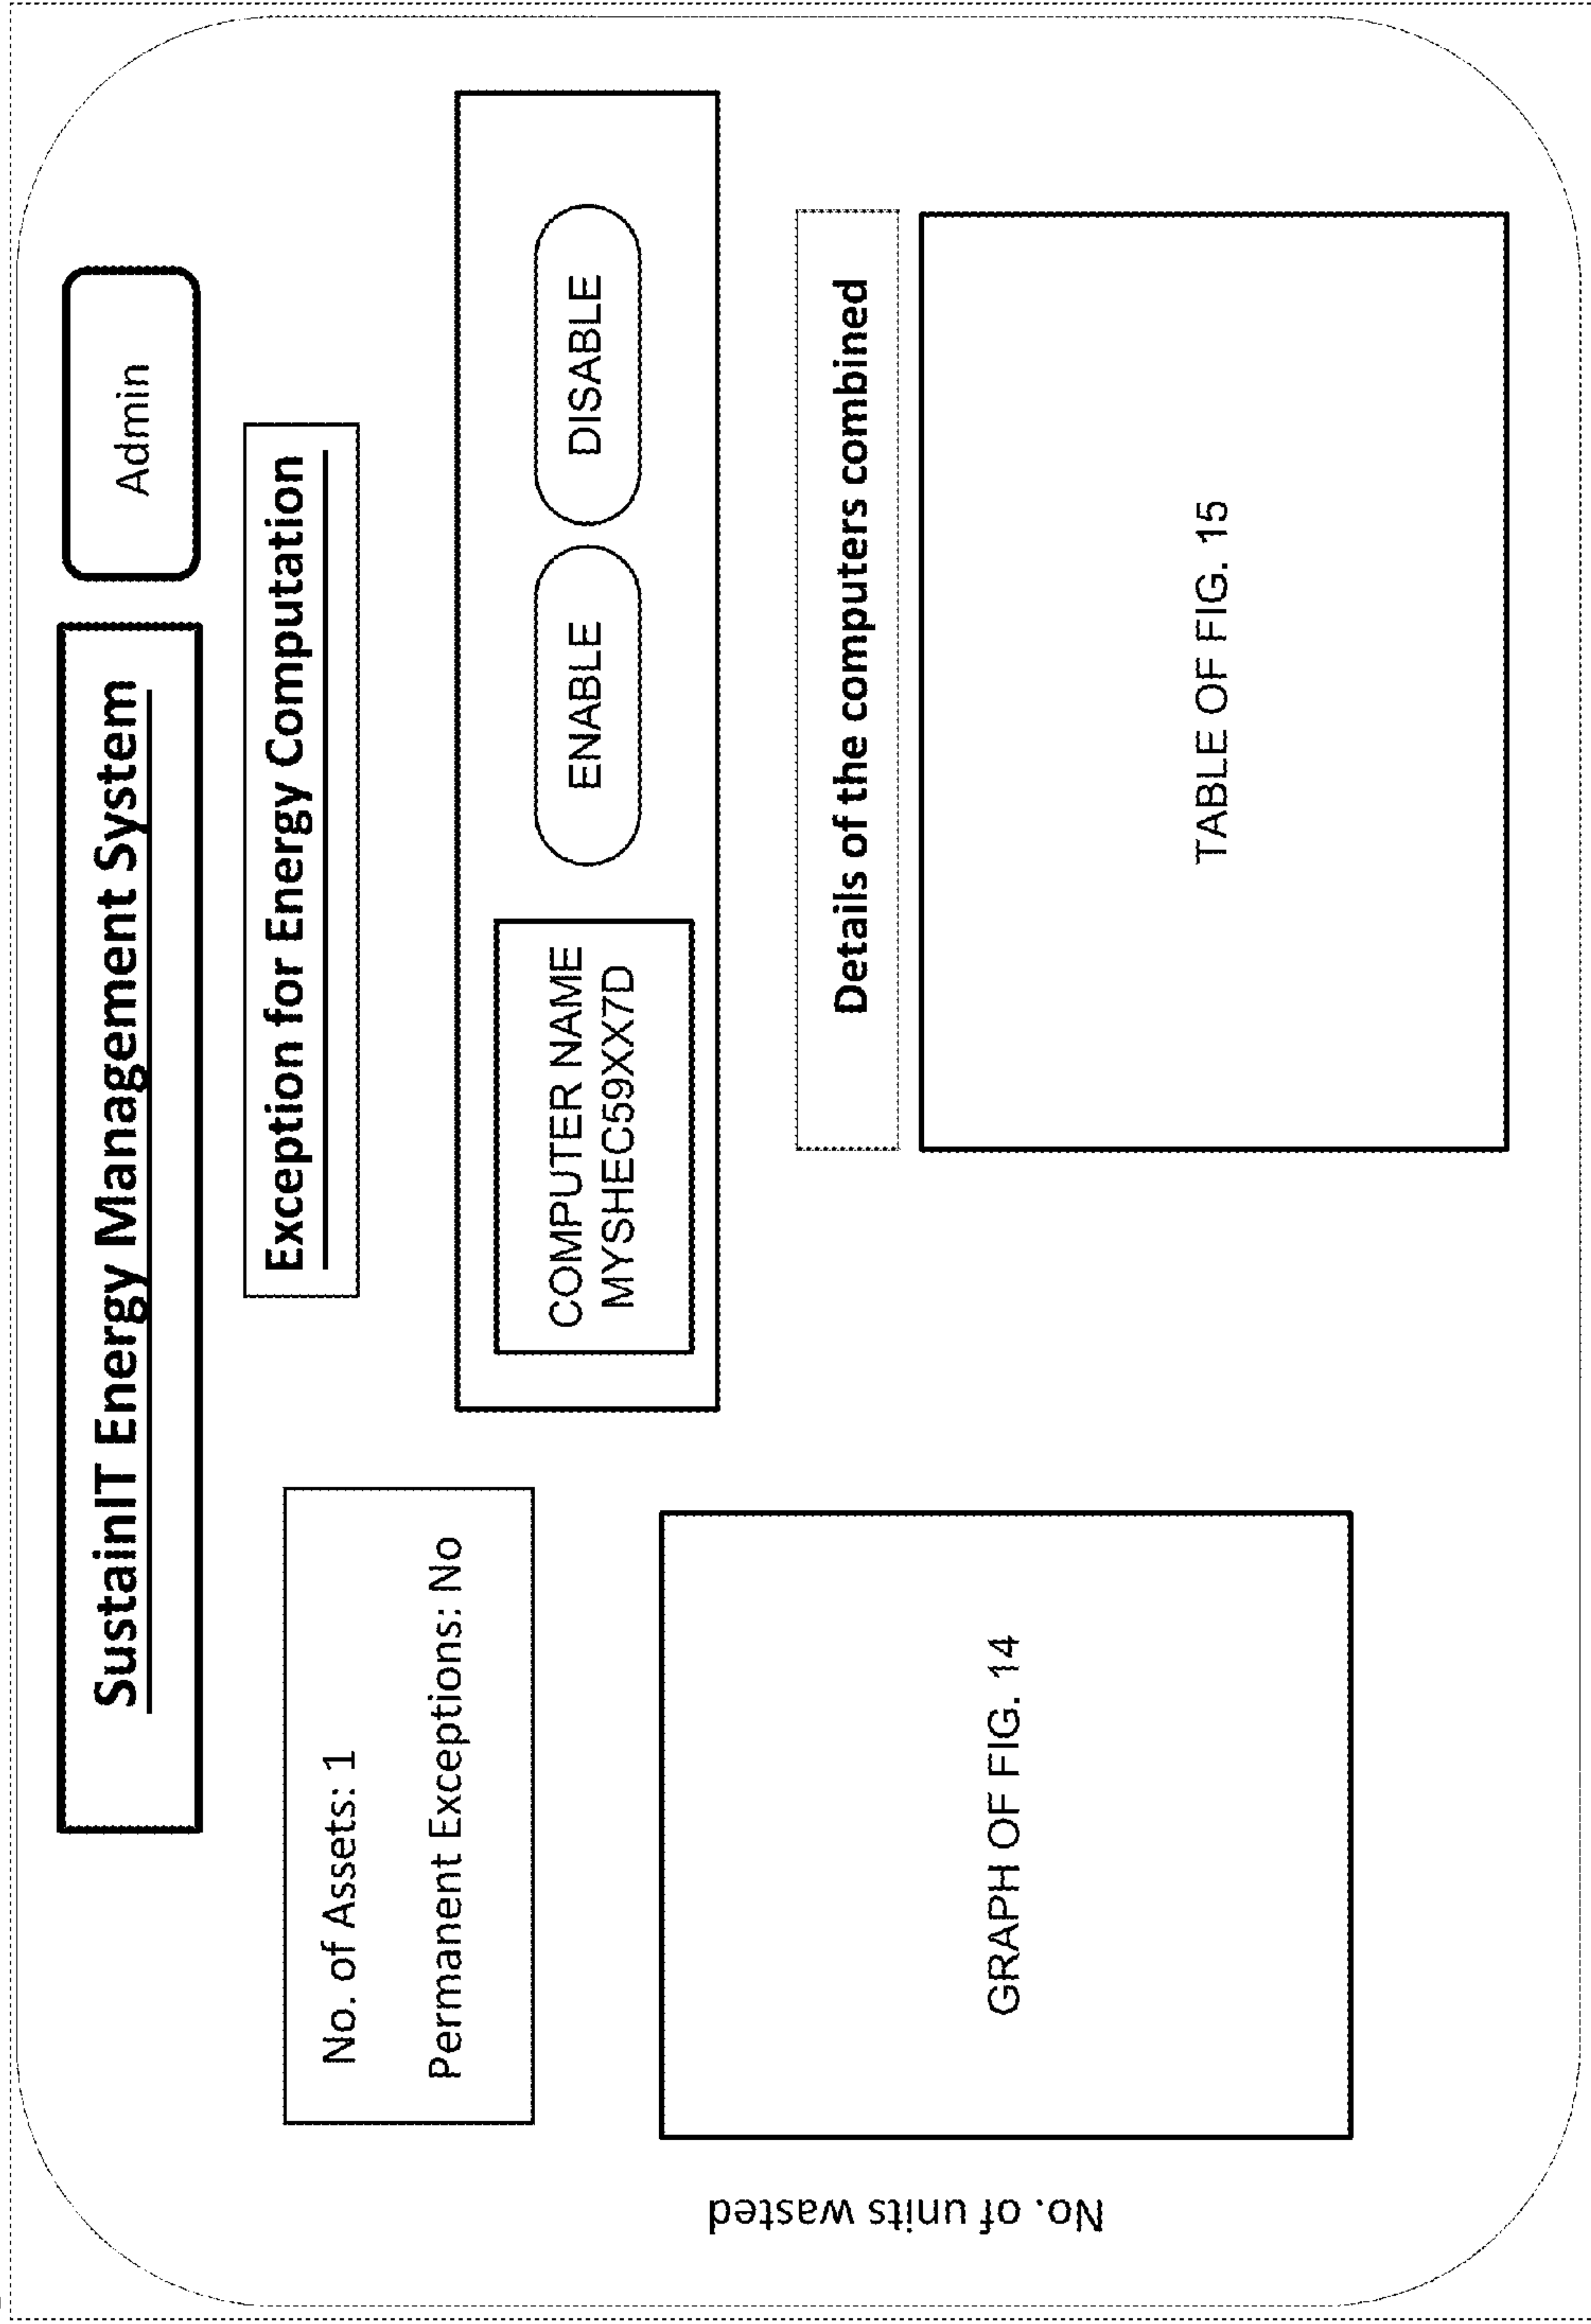 SustainIT Energy Management System
Admin
No. of Assets: 1
Permanent Exceptions: No
Exception for Energy Computation
COMPUTER NAME
MYSHEC59XX7D
ENABLE
DISABLE
No. of units wasted
GRAPH OF FIG. 14
Details of the computers combined
TABLE OF FIG. 15